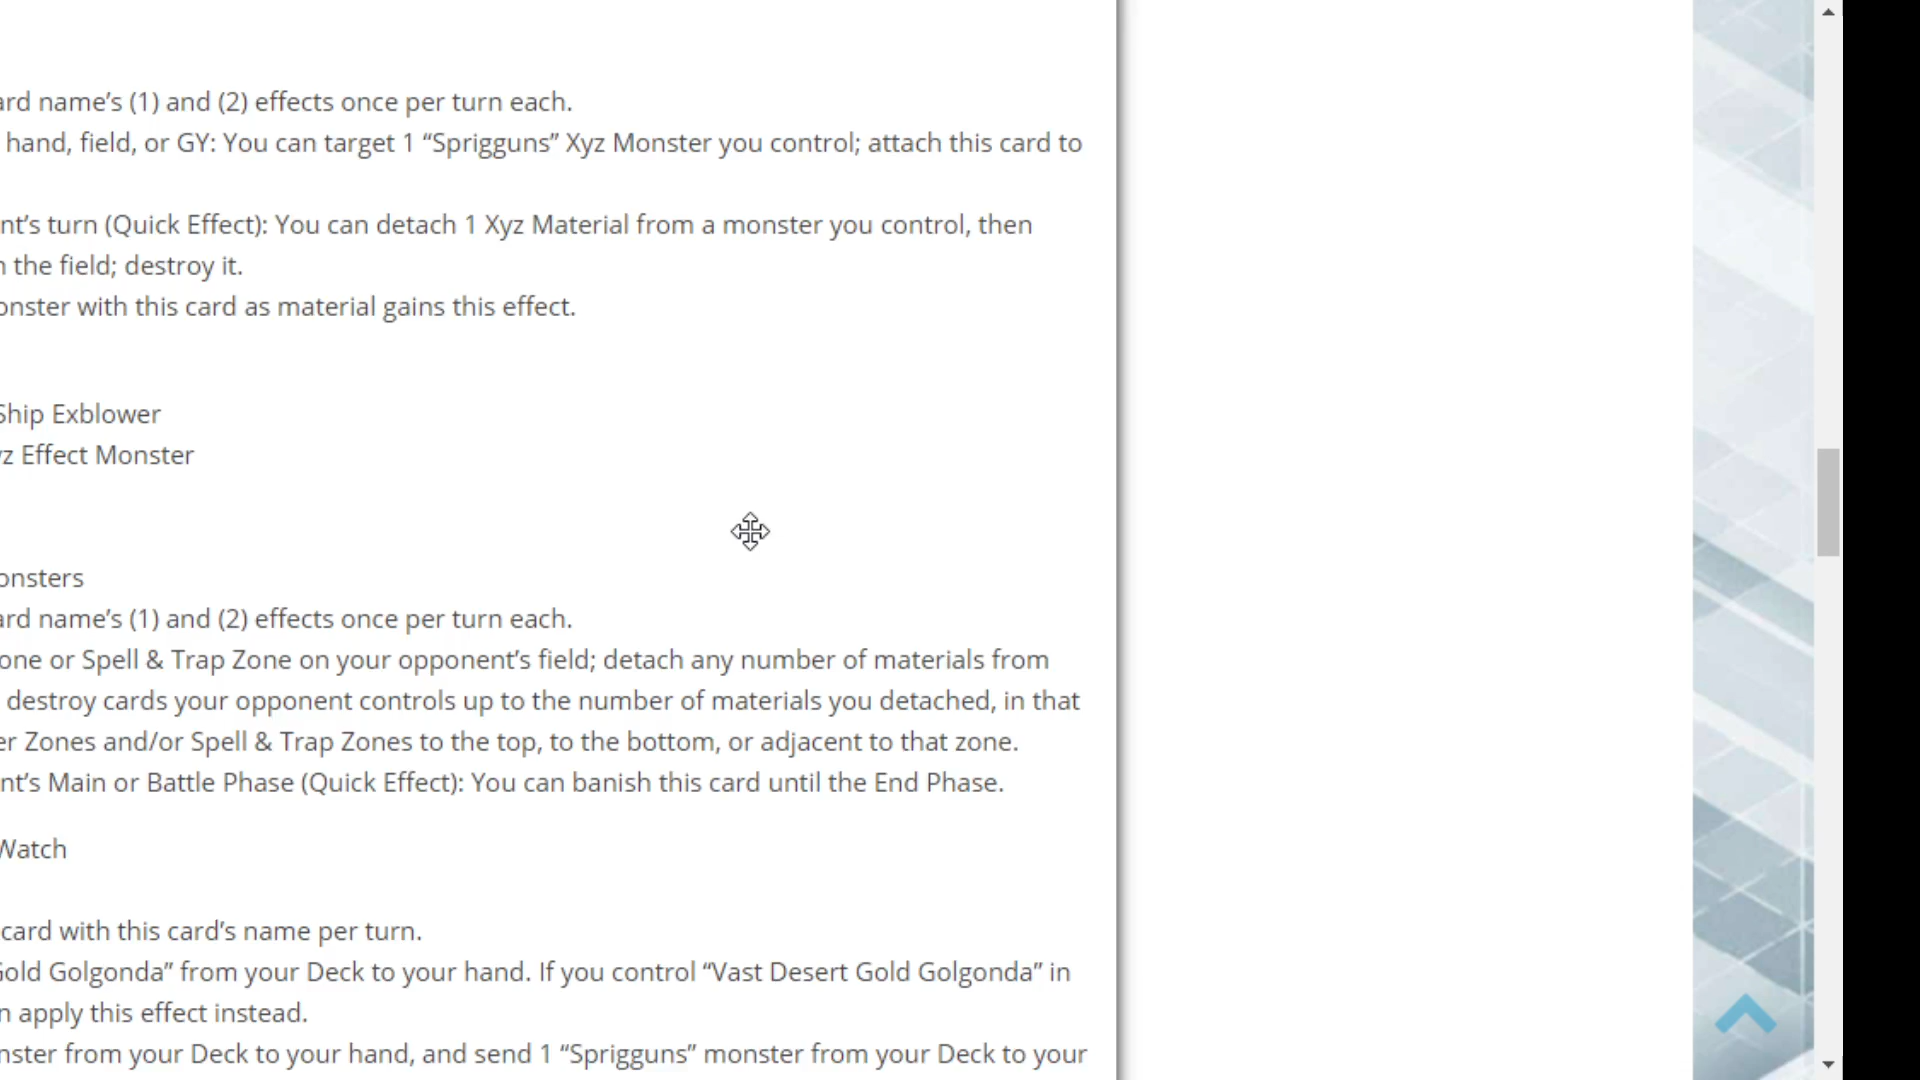 ard name’s (1) and (2) effects once per turn each.
hand, field, or GY: You can target 1 “Sprigguns” Xyz Monster you control; attach this card to
nt’s turn (Quick Effect): You can detach 1 Xyz Material from a monster you control, then
n the field; destroy it.
onster with this card as material gains this effect.
Ship Exblower
yz Effect Monster
onsters
ard name’s (1) and (2) effects once per turn each.
one or Spell & Trap Zone on your opponent’s field; detach any number of materials from
destroy cards your opponent controls up to the number of materials you detached, in that
er Zones and/or Spell & Trap Zones to the top, to the bottom, or adjacent to that zone.
nt’s Main or Battle Phase (Quick Effect): You can banish this card until the End Phase.
Watch
card with this card’s name per turn.
Gold Golgonda” from your Deck to your hand. If you control “Vast Desert Gold Golgonda” in
n apply this effect instead.
nster from your Deck to your hand, and send 1 “Sprigguns” monster from your Deck to your